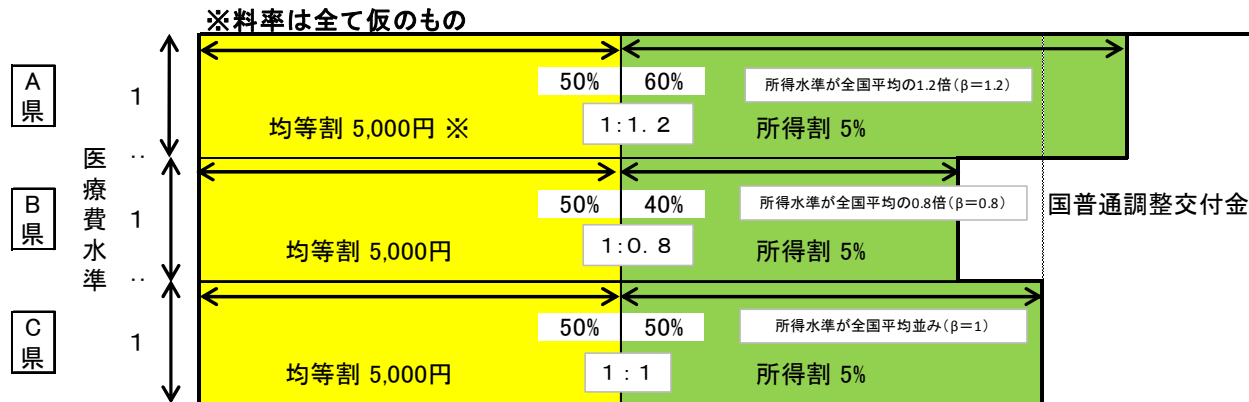 ※料率は全て仮のもの
A県
1
50% 60%
所得水準が全国平均の1.2倍(β=1.2)
均等割 5,000円 ※
1:1.2
所得割 5%
医療費水準
‥
B県
1
50% 40%
所得水準が全国平均の0.8倍(β=0.8)
国普通調整交付金
均等割 5,000円
1:0.8
所得割 5%
‥
C県
1
50% 50%
所得水準が全国平均並み(β=1)
均等割 5,000円
1:1
所得割 5%